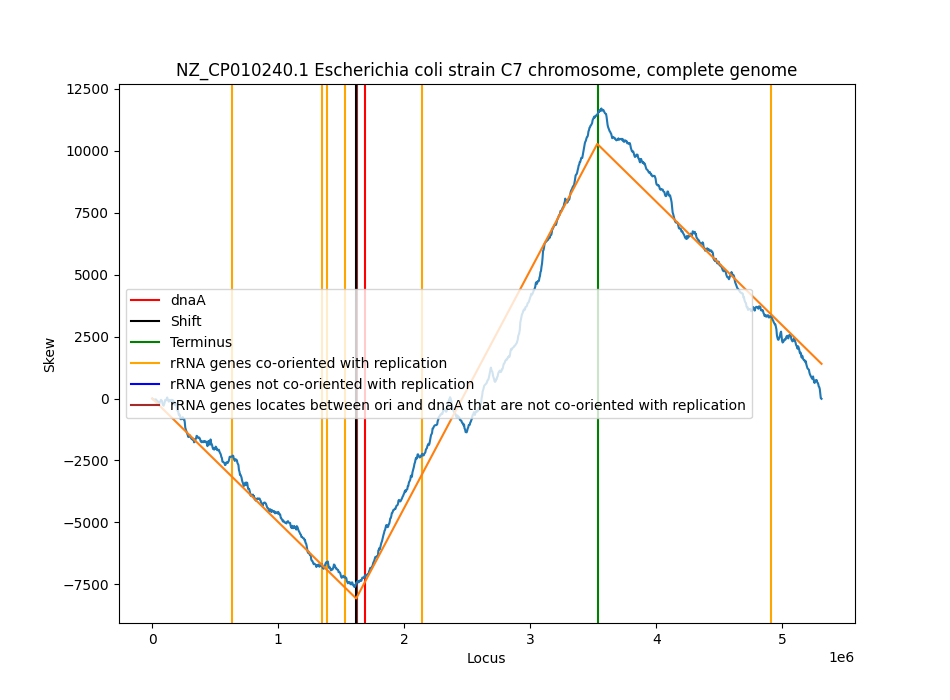 NZ_CP010240.1 Escherichia coli strain C7 chromosome, complete genome
12500
10000
7500
5000
2500
0
−2500
−5000
−7500
Skew
dnaA
Shift
Terminus
rRNA genes co-oriented with replication
rRNA genes not co-oriented with replication
rRNA genes locates between ori and dnaA that are not co-oriented with replication
0 1 2 3 4 5
1e6
Locus